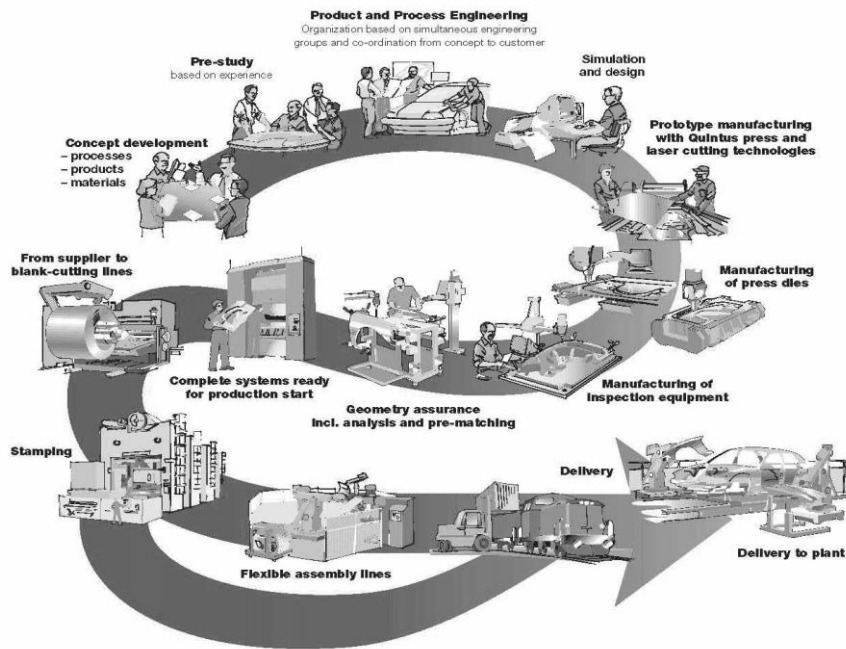 Product and Process Engineering
Organization based on simultaneous engineering
groups and co-ordination from concept to customer
Pre-study
based on experience
Simulation
and design
Concept development
– processes
– products
– materials
Prototype manufacturing
with Quintus press and
laser cutting technologies
From supplier to
blank-cutting lines
Manufacturing
of press dies
Complete systems ready
for production start
Geometry assurance
Incl. analysis and pre-matching
Manufacturing of
inspection equipment
Stamping
Delivery
Flexible assembly lines
Delivery to plant